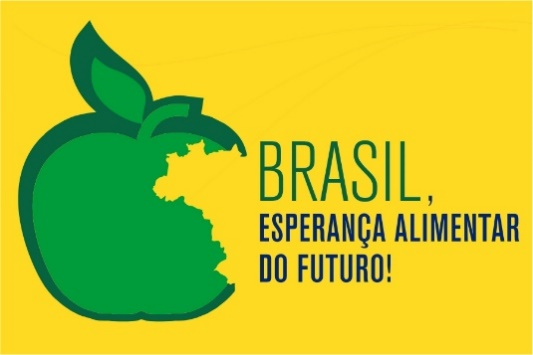 BRASIL,
ESPERANÇA ALIMENTAR
DO FUTURO!